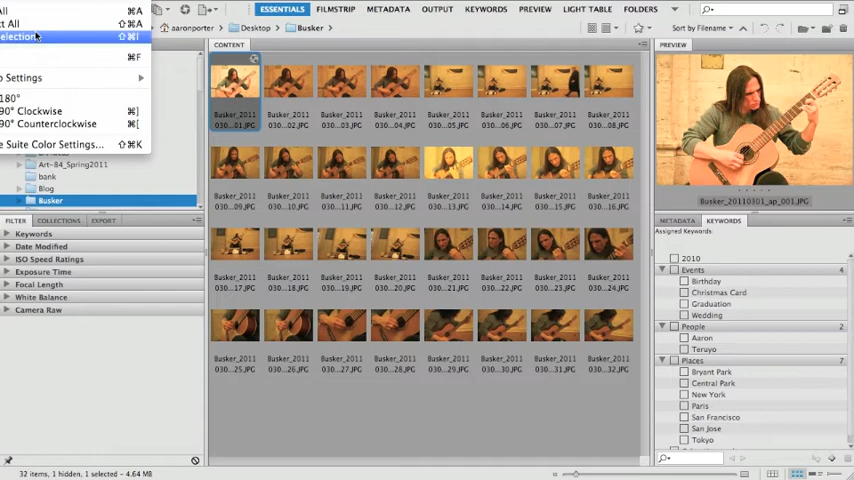 All ⌘A
ct All ⇧⌘A
election ⇧⌘I
⌘F
p Settings
180°
90° Clockwise ⌘]
90° Counterclockwise ⌘[
e Suite Color Settings... ⇧⌘K
ESSENTIALS FILMSTRIP METADATA OUTPUT KEYWORDS PREVIEW LIGHT TABLE FOLDERS
aaronporter Desktop Busker
Sort by Filename
Art-84_Spring2011
bank
Blog
Busker
FILTER COLLECTIONS EXPORT
Keywords
Date Modified
ISO Speed Ratings
Exposure Time
Focal Length
White Balance
Camera Raw
CONTENT
Busker_2011 Busker_2011 Busker_2011 Busker_2011 Busker_2011 Busker_2011 Busker_2011 Busker_2011
030...01.JPG 030...02.JPG 030...03.JPG 030...04.JPG 030...05.JPG 030...06.JPG 030...07.JPG 030...08.JPG
Busker_2011 Busker_2011 Busker_2011 Busker_2011 Busker_2011 Busker_2011 Busker_2011 Busker_2011
030...09.JPG 030...10.JPG 030...11.JPG 030...12.JPG 030...13.JPG 030...14.JPG 030...15.JPG 030...16.JPG
Busker_2011 Busker_2011 Busker_2011 Busker_2011 Busker_2011 Busker_2011 Busker_2011 Busker_2011
030...17.JPG 030...18.JPG 030...19.JPG 030...20.JPG 030...21.JPG 030...22.JPG 030...23.JPG 030...24.JPG
Busker_2011 Busker_2011 Busker_2011 Busker_2011 Busker_2011 Busker_2011 Busker_2011 Busker_2011
030...25.JPG 030...26.JPG 030...27.JPG 030...28.JPG 030...29.JPG 030...30.JPG 030...31.JPG 030...32.JPG
PREVIEW
Busker_20110301_ap_001.JPG
METADATA KEYWORDS
Assigned Keywords:
2010
Events 4
Birthday
Christmas Card
Graduation
Wedding
People 2
Aaron
Teruyo
Places 7
Bryant Park
Central Park
New York
Paris
San Francisco
San Jose
Tokyo
32 items, 1 hidden, 1 selected - 4.64 MB